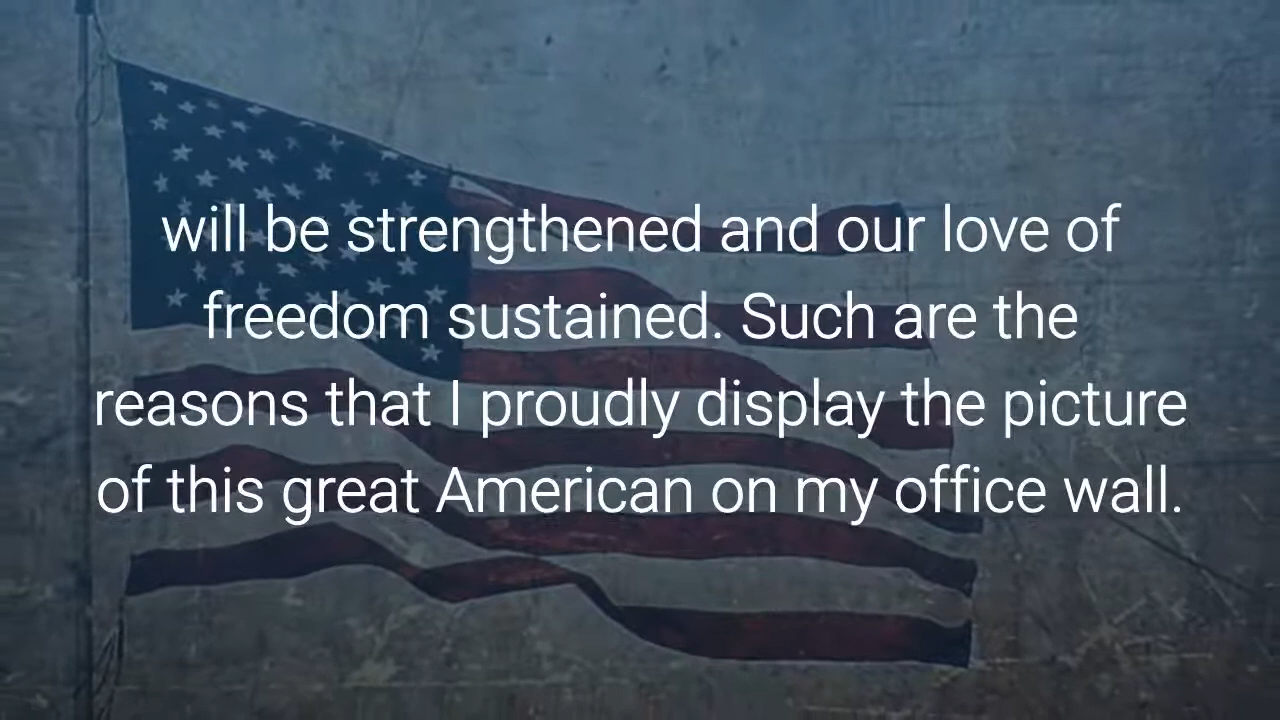 will be strengthened and our love of
freedom sustained. Such are the
reasons that I proudly display the picture
of this great American on my office wall.